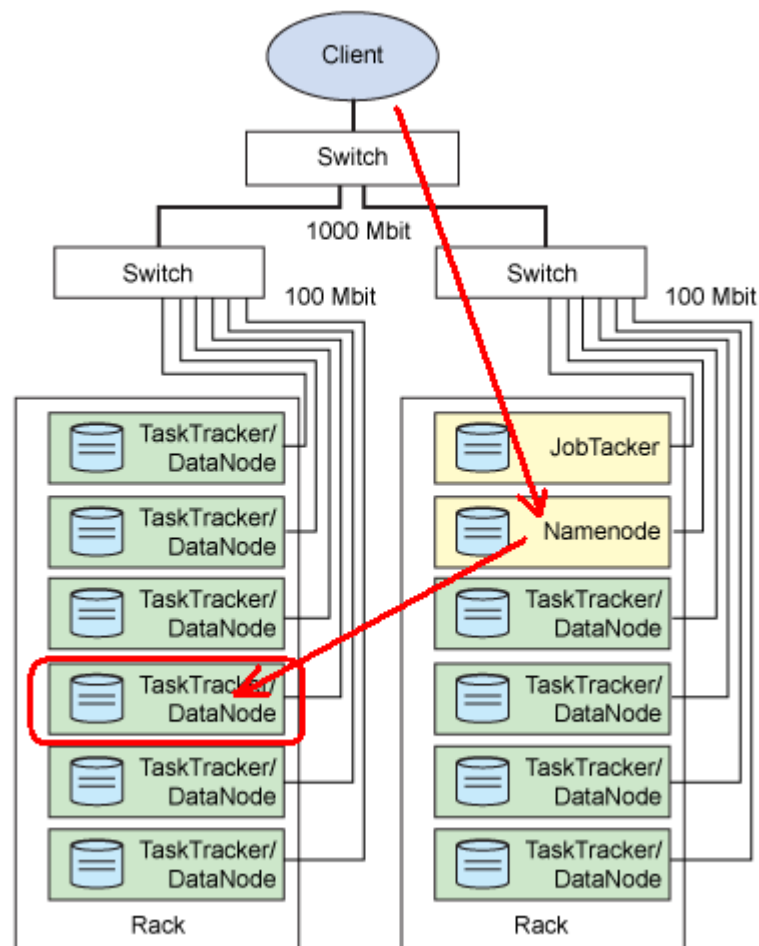 Client
Switch
1000 Mbit
Switch
Switch
100 Mbit
100 Mbit
TaskTracker/
DataNode
TaskTracker/
DataNode
TaskTracker/
DataNode
TaskTracker/
DataNode
TaskTracker/
DataNode
TaskTracker/
DataNode
Rack
JobTacker
Namenode
TaskTracker/
DataNode
TaskTracker/
DataNode
TaskTracker/
DataNode
TaskTracker/
DataNode
Rack